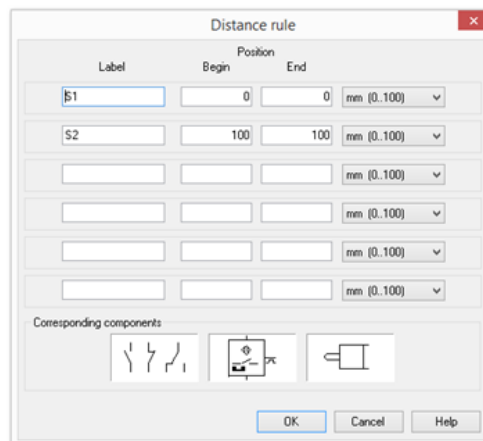 Distance rule
Position
Label Begin End
S1 0 0 mm (0..100)
S2 100 100 mm (0..100)
mm (0..100)
mm (0..100)
mm (0..100)
mm (0..100)
Corresponding components
OK Cancel Help